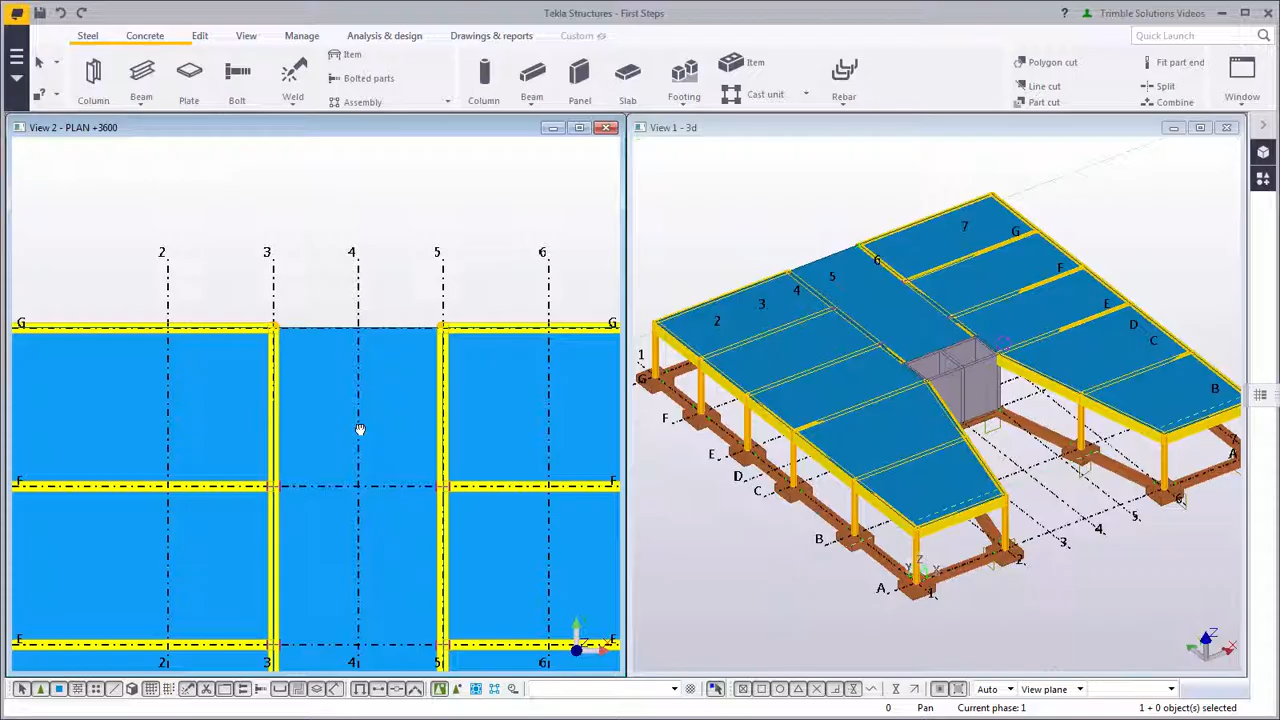 Tekla Structures - First Steps
? Trimble Solutions Videos
Steel Concrete Edit View Manage Analysis & design Drawings & reports Custom
Quick Launch
Column Beam Plate Bolt Weld
Item
Bolted parts
Assembly
Column Beam Panel Slab Footing
Item
Cast unit
Rebar
Polygon cut
Line cut
Part cut
Fit part end
Split
Combine
Window
View 2 - PLAN +3600
2 3 4 5 6
G G
F F
E E
2 3 4 5 6
View 1 - 3d
7 G
6 F
5 E
4 D
3 C
2 B
1
G
F
E
D
C
B
A
1
2
3
4
5
6
A
7
Z
Y X
Z
X
Auto View plane
0 Pan Current phase: 1 1 + 0 object(s) selected